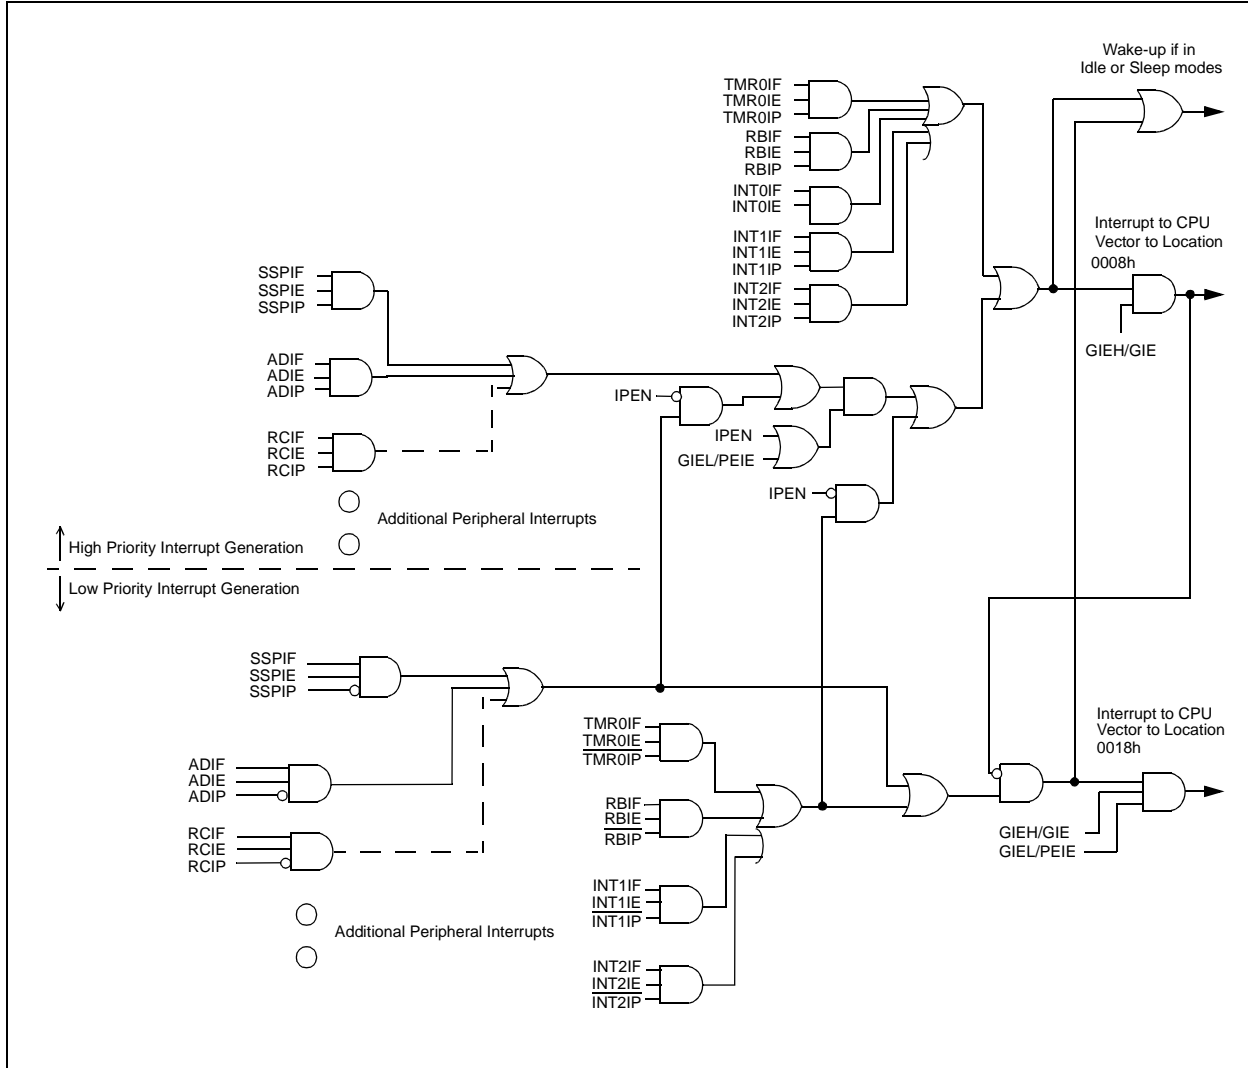 Wake-up if in
Idle or Sleep modes
TMR0IF
TMR0IE
TMR0IP
RBIF
RBIE
RBIP
INT0IF
INT0IE
INT1IF
INT1IE
INT1IP
INT2IF
INT2IE
INT2IP
Interrupt to CPU
Vector to Location
0008h
GIEH/GIE
SSPIF
SSPIE
SSPIP
ADIF
ADIE
ADIP
RCIF
RCIE
RCIP
IPEN
IPEN
GIEL/PEIE
IPEN
Additional Peripheral Interrupts
High Priority Interrupt Generation
Low Priority Interrupt Generation
SSPIF
SSPIE
SSPIP
ADIF
ADIE
ADIP
RCIF
RCIE
RCIP
Additional Peripheral Interrupts
TMR0IF
TMR0IE
TMR0IP
RBIF
RBIE
RBIP
INT1IF
INT1IE
INT1IP
INT2IF
INT2IE
INT2IP
Interrupt to CPU
Vector to Location
0018h
GIEH/GIE
GIEL/PEIE